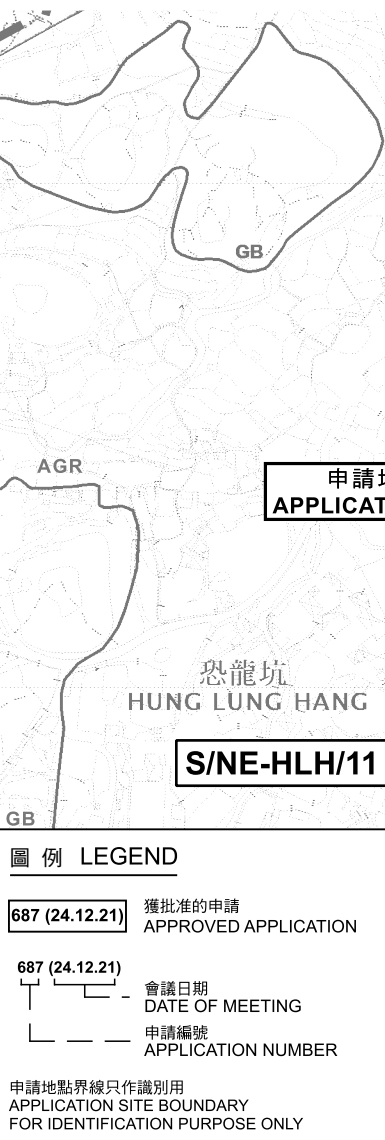 GB
AGR
申請地
APPLICAT
恐龍坑
HUNG LUNG HANG
S/NE-HLH/11
GB
圖例 LEGEND
687 (24.12.21)
獲批准的申請
APPROVED APPLICATION
687 (24.12.21)
會議日期
DATE OF MEETING
申請編號
APPLICATION NUMBER
申請地點界線只作識別用
APPLICATION SITE BOUNDARY
FOR IDENTIFICATION PURPOSE ONLY